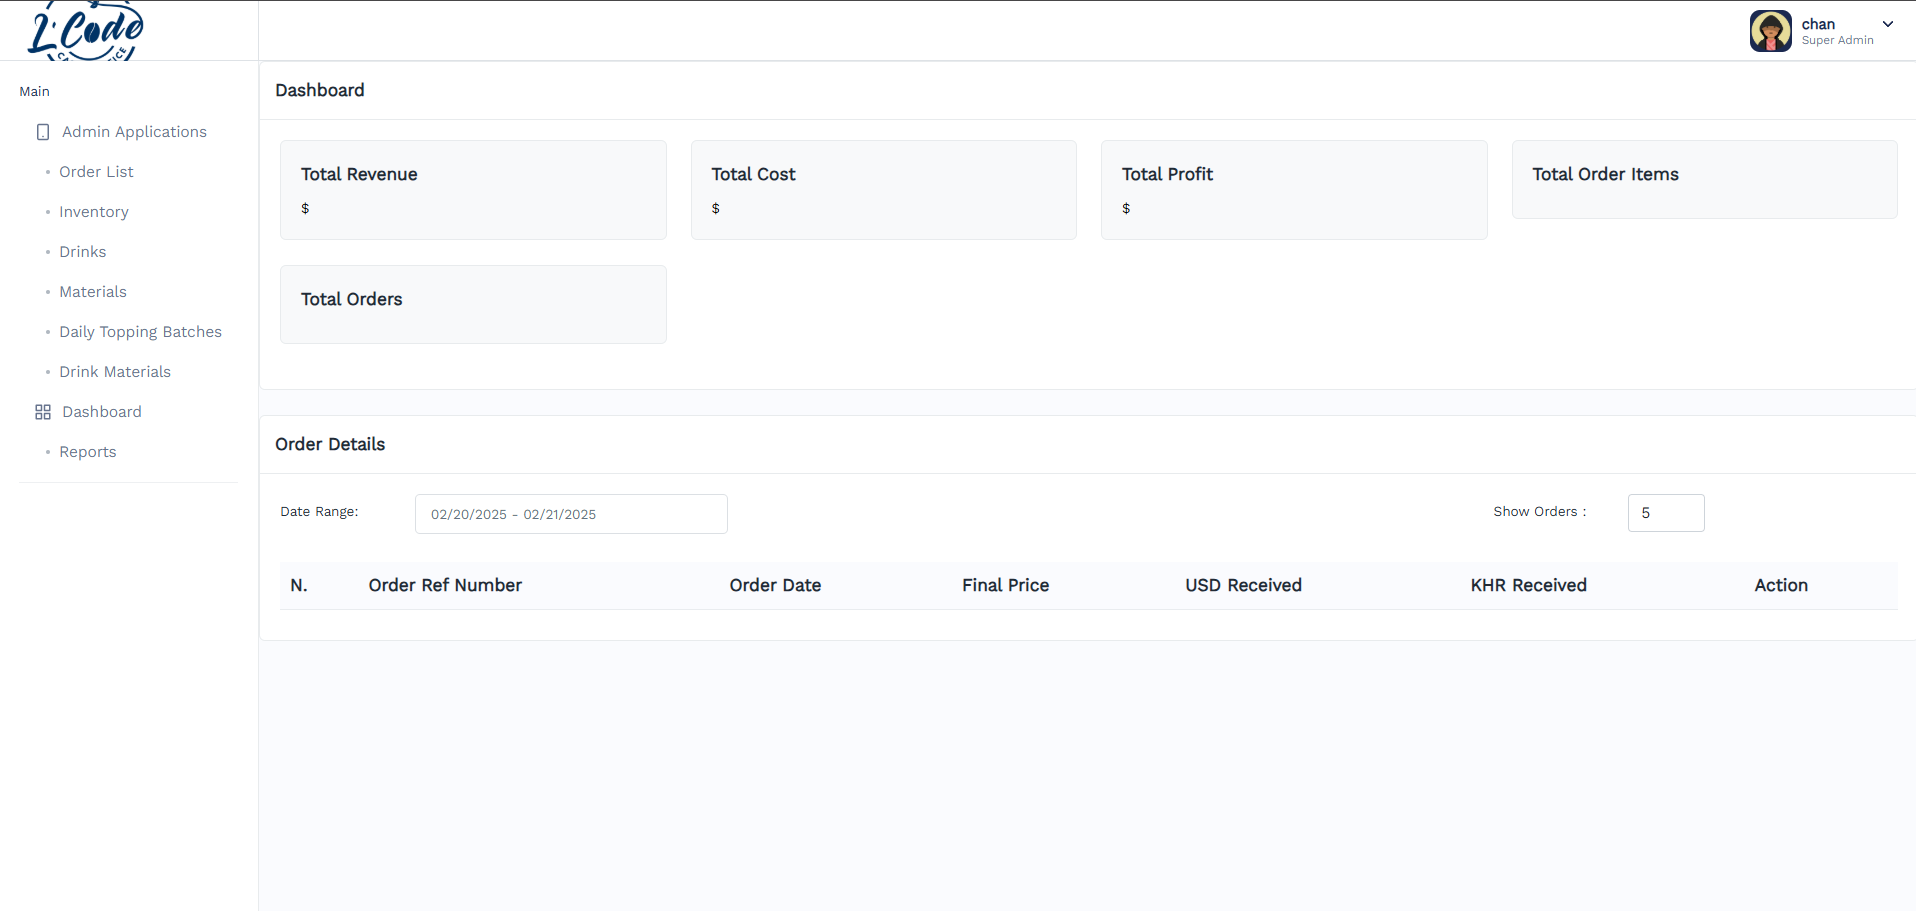 L'Code
chan
Super Admin
Main
Dashboard
Admin Applications
Order List
Inventory
Drinks
Materials
Daily Topping Batches
Drink Materials
Dashboard
Reports
Total Revenue
$
Total Cost
$
Total Profit
$
Total Order Items
Total Orders
Order Details
Date Range:
02/20/2025 - 02/21/2025
Show Orders :
5
N. Order Ref Number Order Date Final Price USD Received KHR Received Action